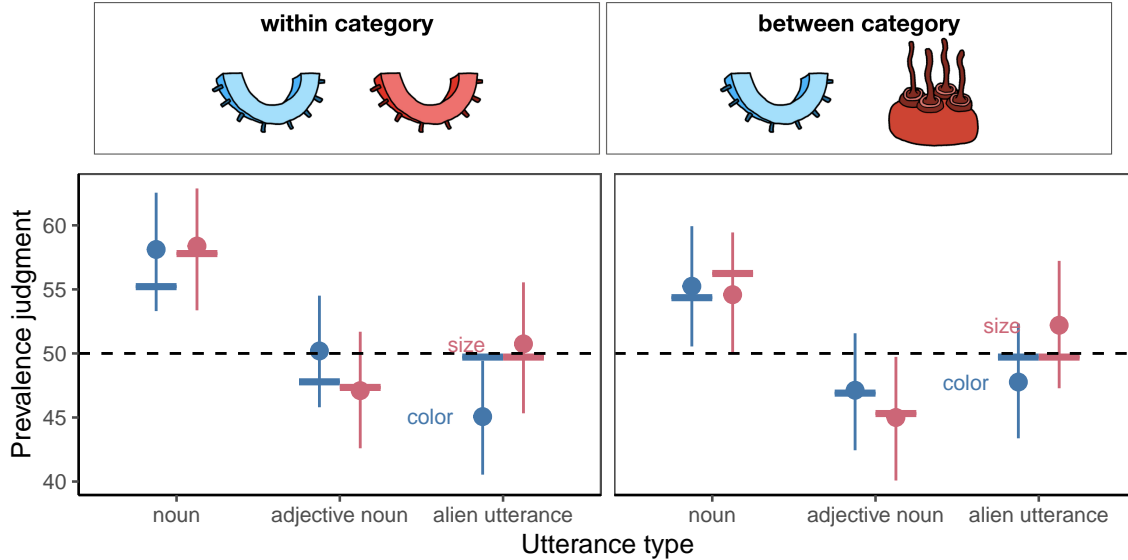 within category
between category
Prevalence judgment
60
55
50
45
40
size
color
size
color
noun
adjective noun
alien utterance
noun
adjective noun
alien utterance
Utterance type